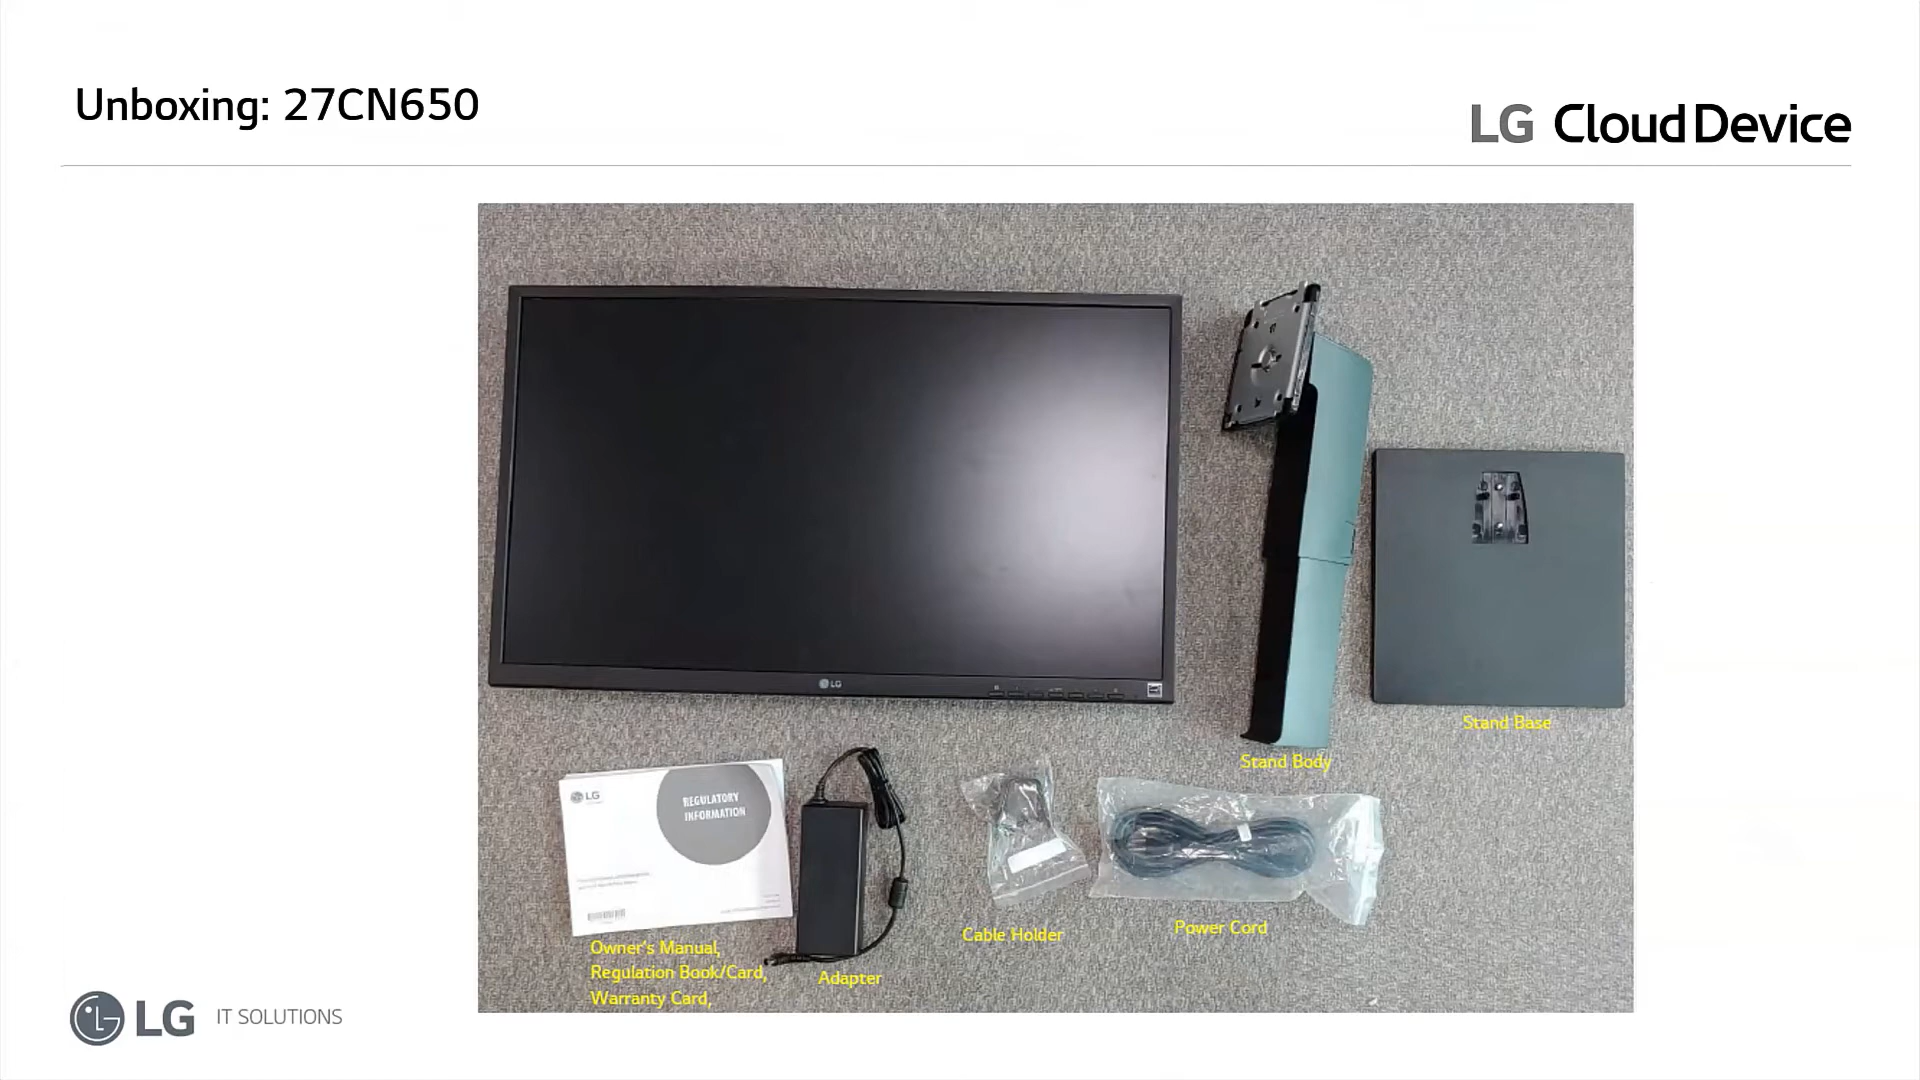 Unboxing: 27CN650
LG Cloud Device
LG
Stand Base
Stand Body
LG
REGULATORY
INFORMATION
Cable Holder
Power Cord
Owner's Manual,
Regulation Book/Card,
Warranty Card,
Adapter
LG IT SOLUTIONS